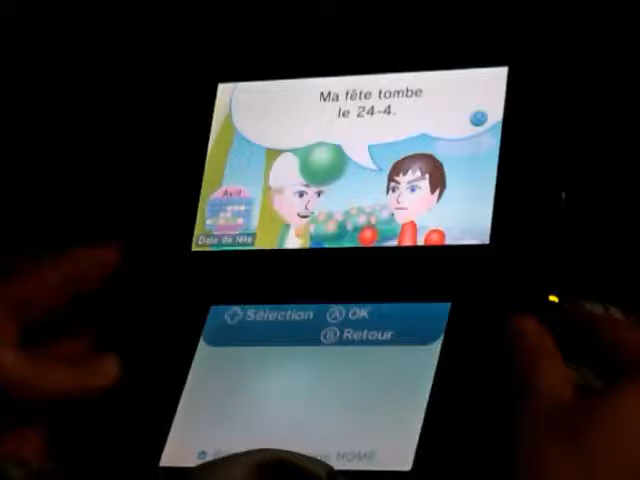 Ma fête tombe
le 24-4.
Avril
Date de fête
Sélection Ⓐ OK
Ⓑ Retour
HOME